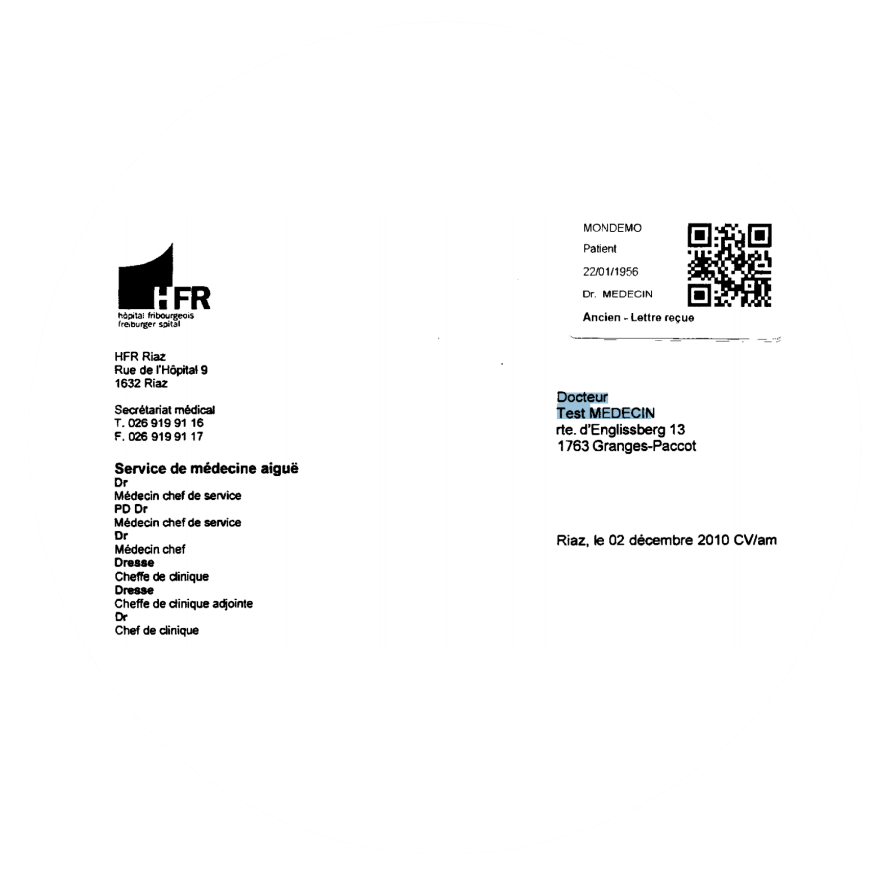 MONDEMO
Patient
22/01/1956
Dr. MEDECIN
Ancien - Lettre reçue
HFR
hôpital fribourgeois
freiburger spital
HFR Riaz
Rue de l'Hôpital 9
1632 Riaz
Secrétariat médical
T. 026 919 91 16
F. 026 919 91 17
Docteur
Test MEDECIN
rte. d'Englissberg 13
1763 Granges-Paccot
Service de médecine aiguë
Dr
Médecin chef de service
PD Dr
Médecin chef de service
Dr
Médecin chef
Dresse
Cheffe de clinique
Dresse
Cheffe de clinique adjointe
Dr
Chef de clinique
Riaz, le 02 décembre 2010 CV/am